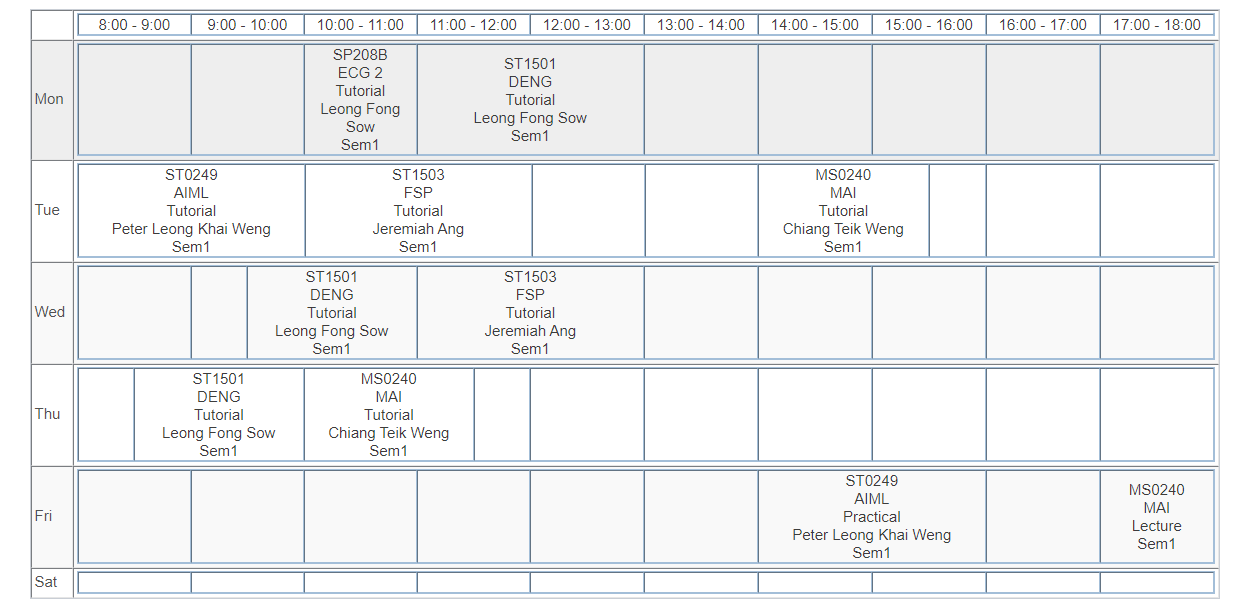 8:00 - 9:00 9:00 - 10:00 10:00 - 11:00 11:00 - 12:00 12:00 - 13:00 13:00 - 14:00 14:00 - 15:00 15:00 - 16:00 16:00 - 17:00 17:00 - 18:00
Mon
SP208B
ECG 2
Tutorial
Leong Fong
Sow
Sem1
ST1501
DENG
Tutorial
Leong Fong Sow
Sem1
Tue
ST0249
AIML
Tutorial
Peter Leong Khai Weng
Sem1
ST1503
FSP
Tutorial
Jeremiah Ang
Sem1
MS0240
MAI
Tutorial
Chiang Teik Weng
Sem1
Wed
ST1501
DENG
Tutorial
Leong Fong Sow
Sem1
ST1503
FSP
Tutorial
Jeremiah Ang
Sem1
Thu
ST1501
DENG
Tutorial
Leong Fong Sow
Sem1
MS0240
MAI
Tutorial
Chiang Teik Weng
Sem1
Fri
ST0249
AIML
Practical
Peter Leong Khai Weng
Sem1
MS0240
MAI
Lecture
Sem1
Sat